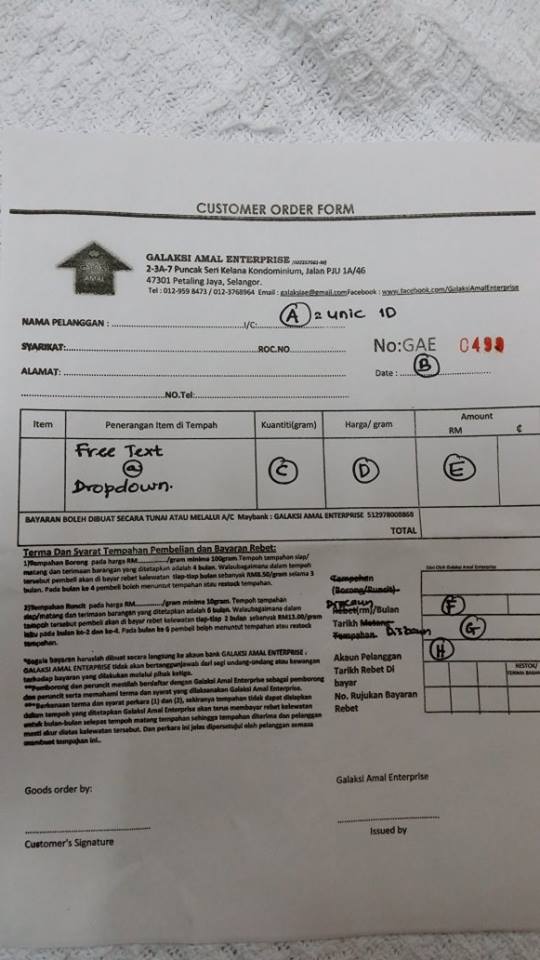 CUSTOMER ORDER FORM
GALAKSI AMAL
GALAKSI AMAL ENTERPRISE
2-3A-7 Puncak Seri Kelana Kondominium, Jalan PJU 1A/46
47301 Petaling Jaya, Selangor.
Tel : 012-959 8473 / 012-3768964 Email : galaksiae@gmail.com Facebook : www.facebook.com/GalaksiAmalEnterprise
NAMA PELANGGAN : I/C: A 2 unic ID
SYARIKAT: ROC.NO No:GAE
ALAMAT: Date : B
NO.Tel:
Item Penerangan Item di Tempah Kuantiti(gram) Harga/ gram Amount
RM ¢
Free Text
@ C D E
Dropdown.
BAYARAN BOLEH DIBUAT SECARA TUNAI ATAU MELALUI A/C Maybank : GALAKSI AMAL ENTERPRISE 512978008868
TOTAL
Terma Dan Syarat Tempahan Pembelian dan Bayaran Rebet:
1)Tempahan Borong pada harga RM............/gram minima 100gram. Tempoh tempahan siap/
matang dan terimaan barangan yang ditetapkan adalah 4 bulan. Walaubagaimana dalam tempoh
tersebut pembeli akan di bayar rebet kelewatan tiap-tiap bulan sebanyak RM8.50/gram selama 3
bulan. Pada bulan ke 4 pembeli boleh menuntut tempahan atau restock tempahan.
2)Tempahan Runcit pada harga RM............/gram minima 10gram. Tempoh tempahan
siap/matang dan terimaan barangan yang ditetapkan adalah 6 bulan. Walaubagaimana dalam
tempoh tersebut pembeli akan di bayar rebet kelewatan tiap-tiap 2 bulan sebanyak RM13.00/gram
iaitu pada bulan ke-2 dan ke-4. Pada bulan ke 6 pembeli boleh menuntut tempahan atau restock
tempahan.
*Segala bayaran heruslah dibuat secara langsung ke akaun bank GALAKSI AMAL ENTERPRISE .
GALAKSI AMAL ENTERPRISE tidak akan bertanggunjawab dari segi undang-undang atau kewangan
terhadap bayaran yang dilakukan melalui pihak ketiga.
**Pemborong dan peruncit mestilah berdaftar dengan Galaksi Amal Enterprise sebagai pemborong
dan peruncit serta memahami terma dan syarat yang dilaksanakan Galaksi Amal Enterprise.
***Berkenaan terma dan syarat perkara (1) dan (2), sekiranya tempahan tidak dapat disiapkan
dalam tempoh yang ditetapkan Galaksi Amal Enterprise akan terus membayar rebet kelewatan
untuk bulan-bulan selepas tempoh matang tempahan sehingga tempahan diterima dan pelanggan
mesti akur diatas kelewatan tersebut. Dan perkara ini jelas dipersetujui oleh pelanggan semasa
membuat tempahan ini..
Tempahan
(Borong/Runcit)
Rebet(rm)/Bulan F
Tarikh Matang G
Tempahan
Akaun Pelanggan H
Tarikh Rebet Di
bayar
No. Rujukan Bayaran
Rebet
Goods order by:
Customer's Signature
Galaksi Amal Enterprise
Issued by